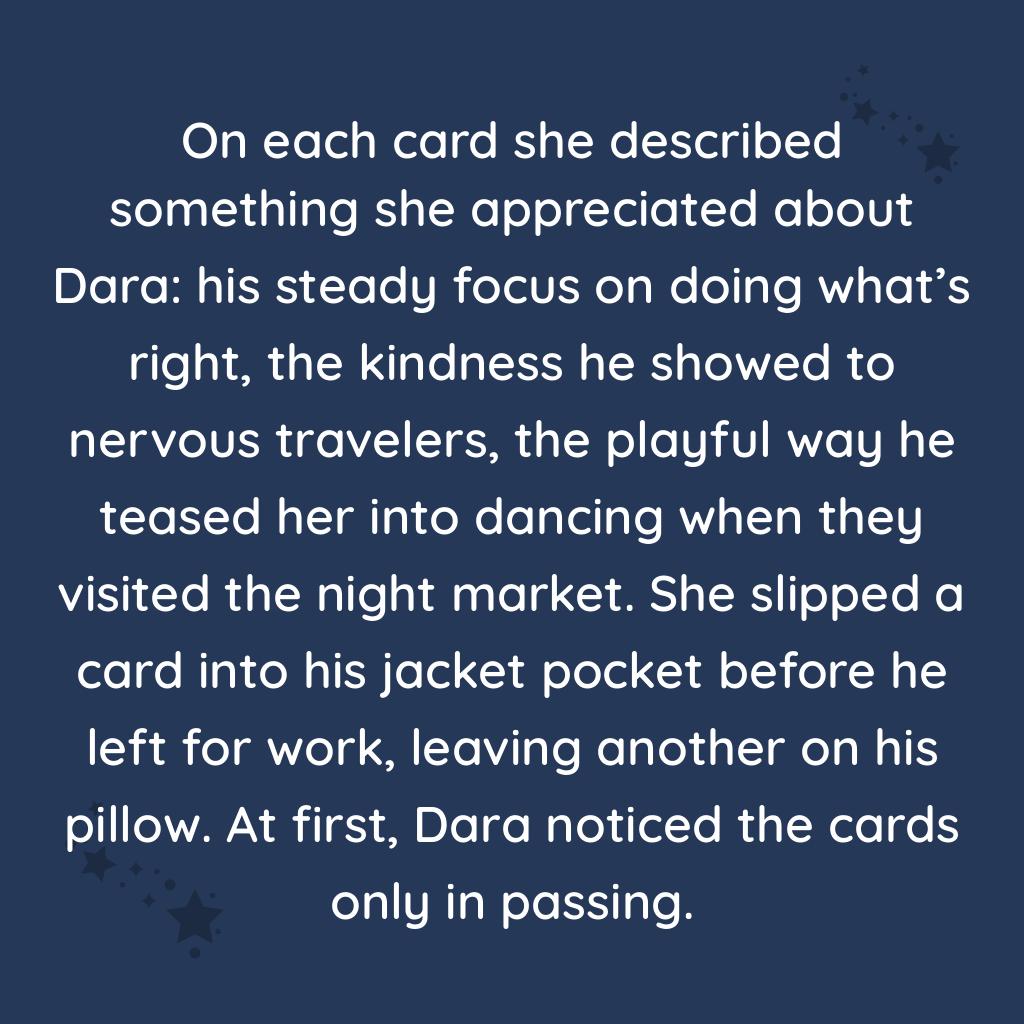 On each card she described
something she appreciated about
Dara: his steady focus on doing what’s
right, the kindness he showed to
nervous travelers, the playful way he
teased her into dancing when they
visited the night market. She slipped a
card into his jacket pocket before he
left for work, leaving another on his
pillow. At first, Dara noticed the cards
only in passing.